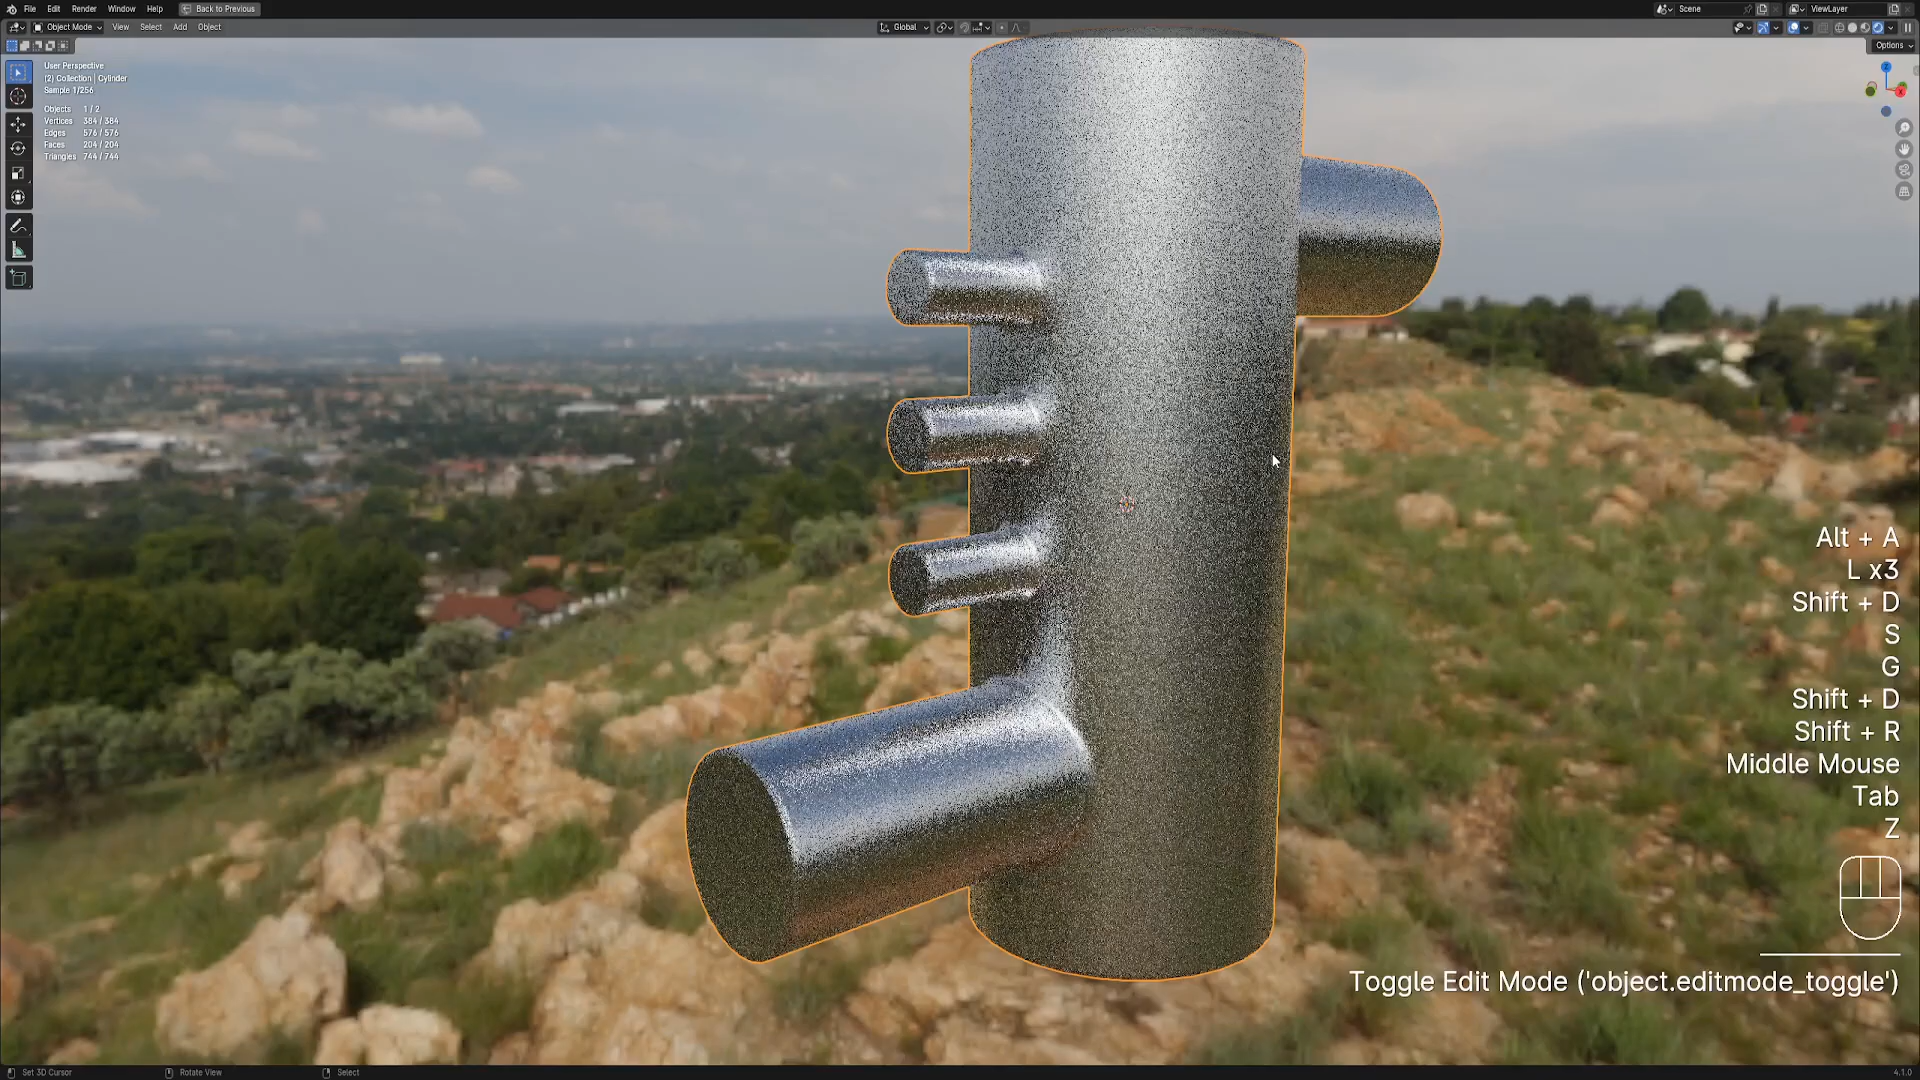 File Edit Render Window Help Back to Previous Scene ViewLayer
Object Mode View Select Add Object Global
Options
User Perspective
(2) Collection | Cylinder
Sample 1/256
Objects 1 / 2
Vertices 384 / 384
Edges 576 / 576
Faces 204 / 204
Triangles 744 / 744
Z
X
Alt + A
L x3
Shift + D
S
G
Shift + D
Shift + R
Middle Mouse
Tab
Z
Toggle Edit Mode ('object.editmode_toggle')
Set 3D Cursor Rotate View Select 4.1.0